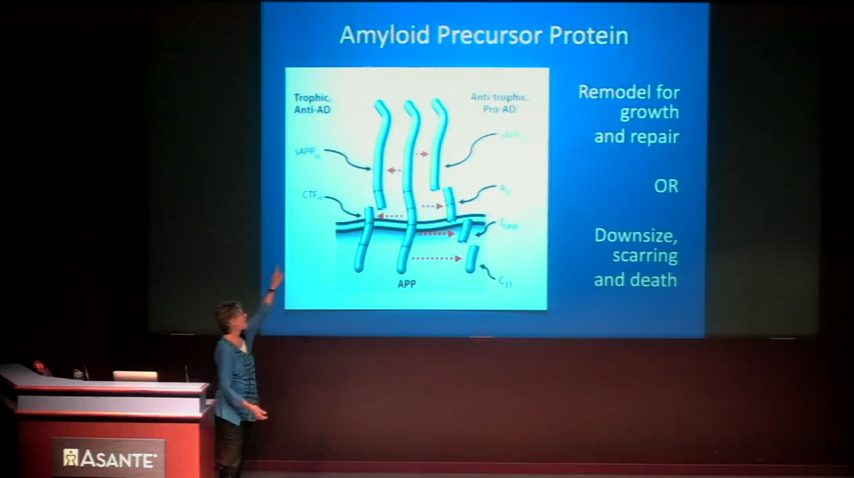 Amyloid Precursor Protein
Trophic,
Anti-AD
Anti-trophic,
Pro-AD
sAPPα
CTFα
APP
C31
Remodel for
growth
and repair
OR
Downsize,
scarring
and death
ASANTE